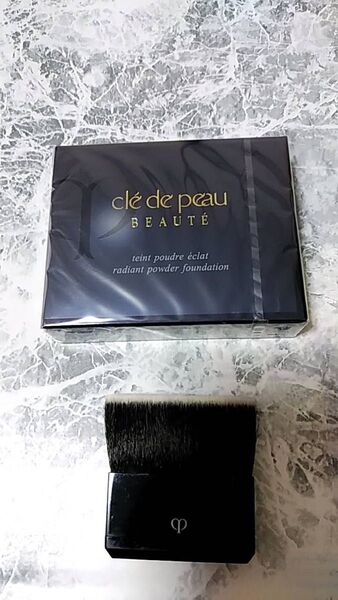 clé de peau
BEAUTÉ
teint poudre éclat
radiant powder foundation